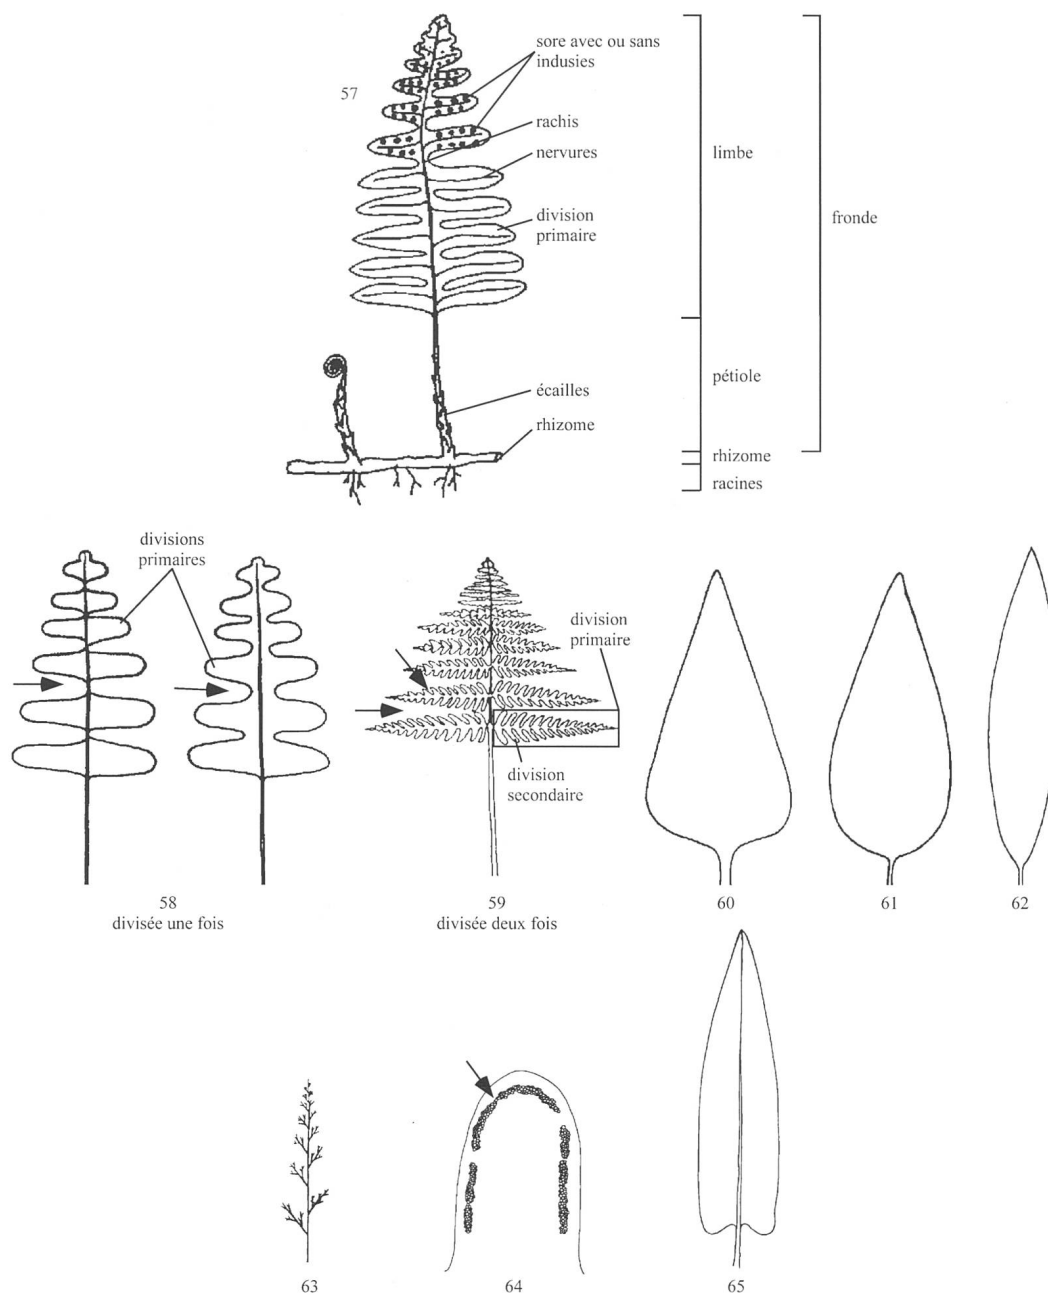 sore avec ou sans
indusies
57
rachis
nervures
limbe
division
primaire
fronde
pétiole
écailles
rhizome
rhizome
racines
divisions
primaires
division
primaire
division
secondaire
58
divisée une fois
59
divisée deux fois
60
61
62
63
64
65